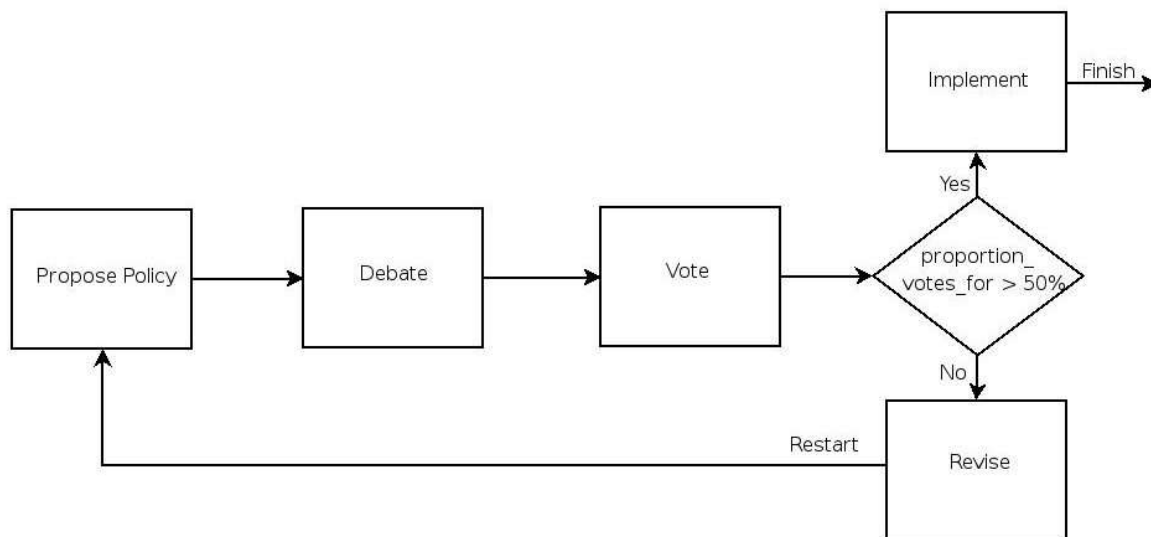 Implement
Finish
Yes
Propose Policy
Debate
Vote
proportion_
votes_for > 50%
No
Restart
Revise